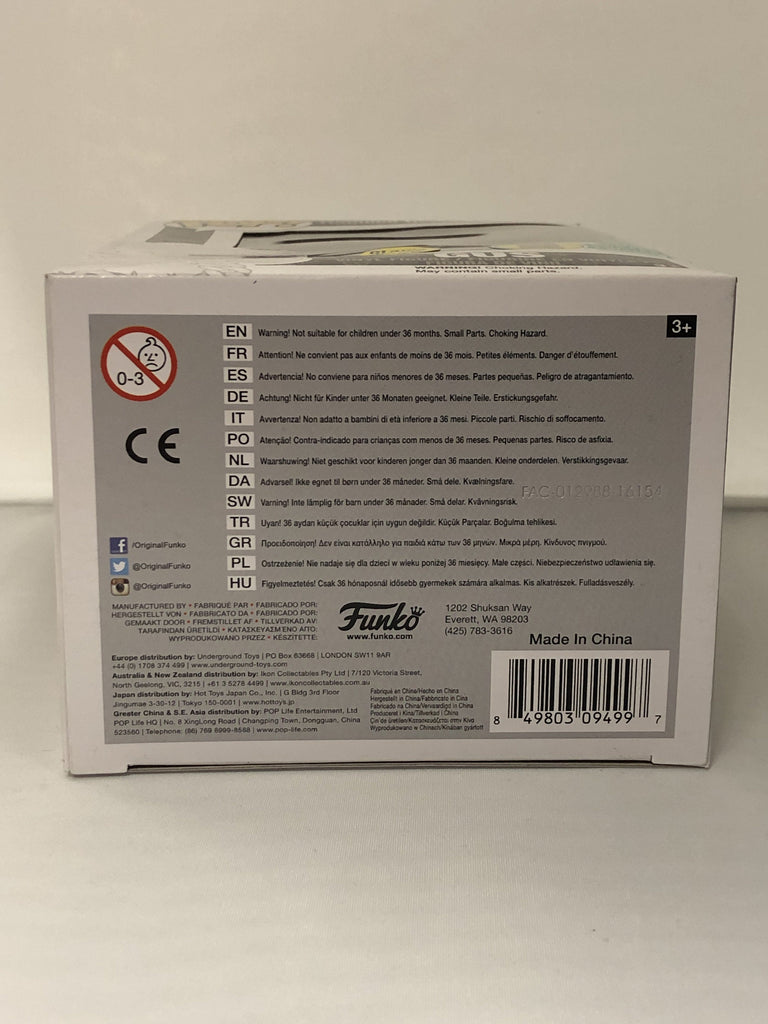 GUS
WARNING! Choking Hazard.
May contain small parts.
3+
0-3
CE
EN Warning! Not suitable for children under 36 months. Small Parts. Choking Hazard.
FR Attention! Ne convient pas aux enfants de moins de 36 mois. Petites éléments. Danger d'étouffement.
ES Advertencia! No conviene para niños menores de 36 meses. Partes pequeñas. Peligro de atragantamiento.
DE Achtung! Nicht für Kinder unter 36 Monaten geeignet. Kleine Teile. Erstickungsgefahr.
IT Avvertenza! Non adatto a bambini di età inferiore a 36 mesi. Piccole parti. Rischio di soffocamento.
PO Atenção! Contra-indicado para crianças com menos de 36 meses. Pequenas partes. Risco de asfixia.
NL Waarshuwing! Niet geschikt voor kinderen jonger dan 36 maanden. Kleine onderdelen. Verstikkingsgevaar.
DA Advarsel! Ikke egnet til børn under 36 måneder. Små dele. Kvælningsfare.
FAC-012988-16154
SW Varning! Inte lämplig för barn under 36 månader. Små delar. Kvävningsrisk.
TR Uyarı! 36 aydan küçük çocuklar için uygun değildir. Küçük Parçalar. Boğulma tehlikesi.
GR Προειδοποίηση! Δεν είναι κατάλληλο για παιδιά κάτω των 36 μηνών. Μικρά μέρη. Κίνδυνος πνιγμού.
PL Ostrzeżenie! Nie nadaje się dla dzieci w wieku poniżej 36 miesięcy. Małe części. Niebezpieczeństwo udławienia się.
HU Figyelmeztetés! Csak 36 hónaposnál idősebb gyermekek számára alkalmas. Kis alkatrészek. Fulladásveszély.
/OriginalFunko
@OriginalFunko
@OriginalFunko
MANUFACTURED BY • FABRIQUÉ PAR • FABRICADO POR:
HERGESTELLT VON • FABBRICATO DA • FABRICADO POR:
GEMAAKT DOOR • FREMSTILLET AF • TILLVERKAD AV:
TARAFINDAN ÜRETILDI • ΚΑΤΑΣΚΕΥΑΣΜΈΝΟ ΑΠΌ:
WYPRODUKOWANO PRZEZ • KÉSZÍTETTE:
Funko
www.funko.com
1202 Shuksan Way
Everett, WA 98203
(425) 783-3616
Made In China
Europe distribution by: Underground Toys | PO Box 63668 | LONDON SW11 9AR
+44 (0) 1708 374 499 | www.underground-toys.com
Australia & New Zealand distribution by: Ikon Collectables Pty Ltd | 7/120 Victoria Street,
North Geelong, VIC, 3215 | +61 3 5278 4499 | www.ikoncollectables.com.au
Japan distribution by: Hot Toys Japan Co., Inc. | G Bldg 3rd Floor
Jingumae 3-30-12 | Tokyo 150-0001 | www.hottoys.jp
Greater China & S.E. Asia distribution by: POP Life Entertainment, Ltd
POP Life HQ | No. 8 XingLong Road | Changping Town, Dongguan, China
523560 | Telephone: (86) 769 8999-8568 | www.pop-life.com
Fabriqué en China/Hecho en China
Hergestellt in China/Fabbricato in Cina
Fabricado na China/Vervaardigd in China
Produceret i Kina/Tillverkad i China
Çin'de üretilen/Κατασκευάζεται στην Κίνα
Wyprodukowano w Chinach/Kínában gyártott
8 49803 09499 7